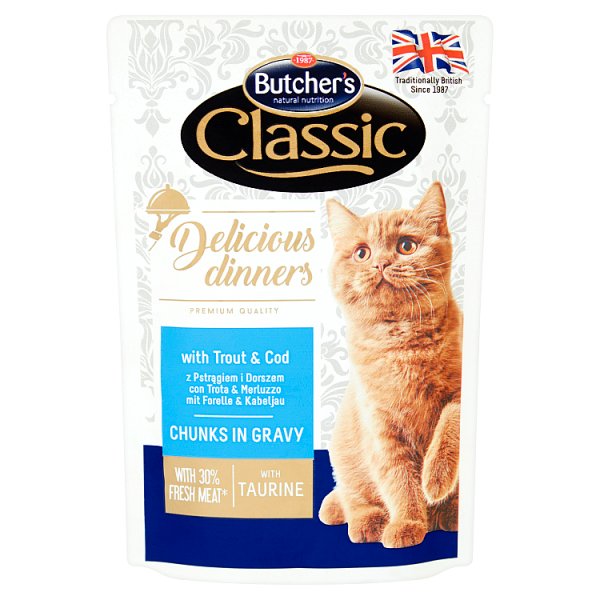 1987
Butcher's
natural nutrition
Classic
Traditionally British
Since 1987
Delicious
dinners
PREMIUM QUALITY
with Trout & Cod
z Pstrągiem i Dorszem
con Trota & Merluzzo
mit Forelle & Kabeljau
CHUNKS IN GRAVY
WITH 30%
FRESH MEAT*
WITH
TAURINE